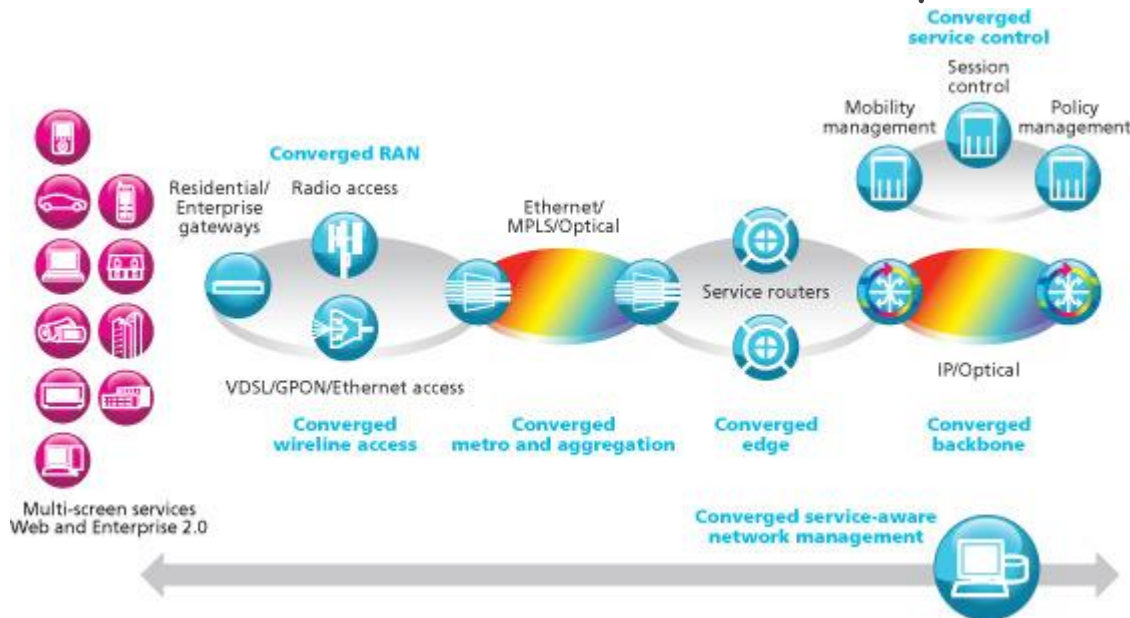 Converged
service control
Session
control
Mobility
management
Policy
management
Converged RAN
Residential/
Enterprise
gateways
Radio access
Ethernet/
MPLS/Optical
Service routers
VDSL/GPON/Ethernet access
IP/Optical
Converged
wireline access
Converged
metro and aggregation
Converged
edge
Converged
backbone
Multi-screen services
Web and Enterprise 2.0
Converged service-aware
network management